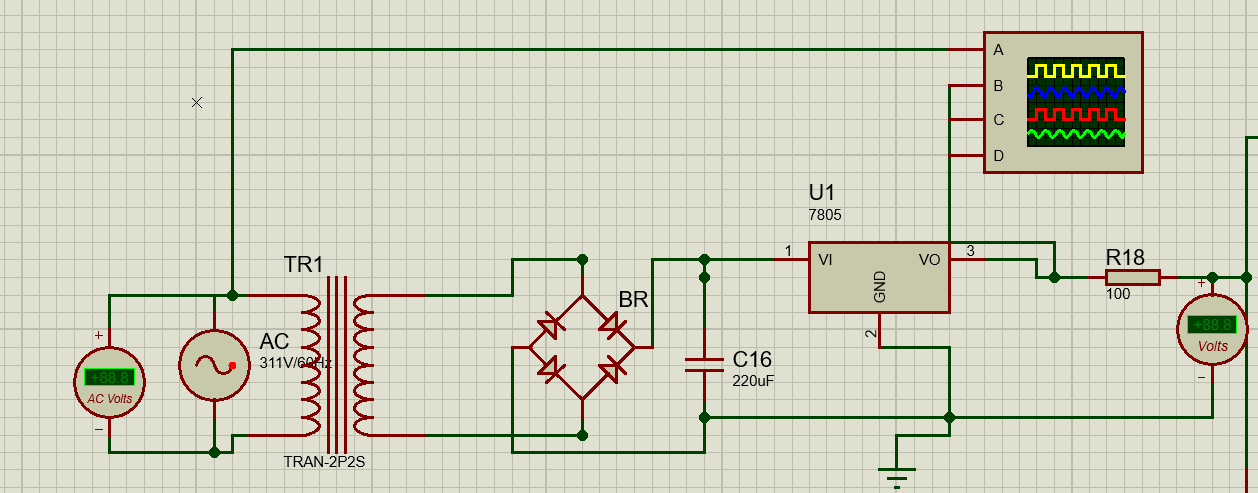 A
B
C
D
U1
7805
1
VI
VO
3
GND
2
R18
100
+
+88.8
Volts
−
TR1
BR
AC
311V/60Hz
+
+88.8
AC Volts
−
C16
220uF
TRAN-2P2S